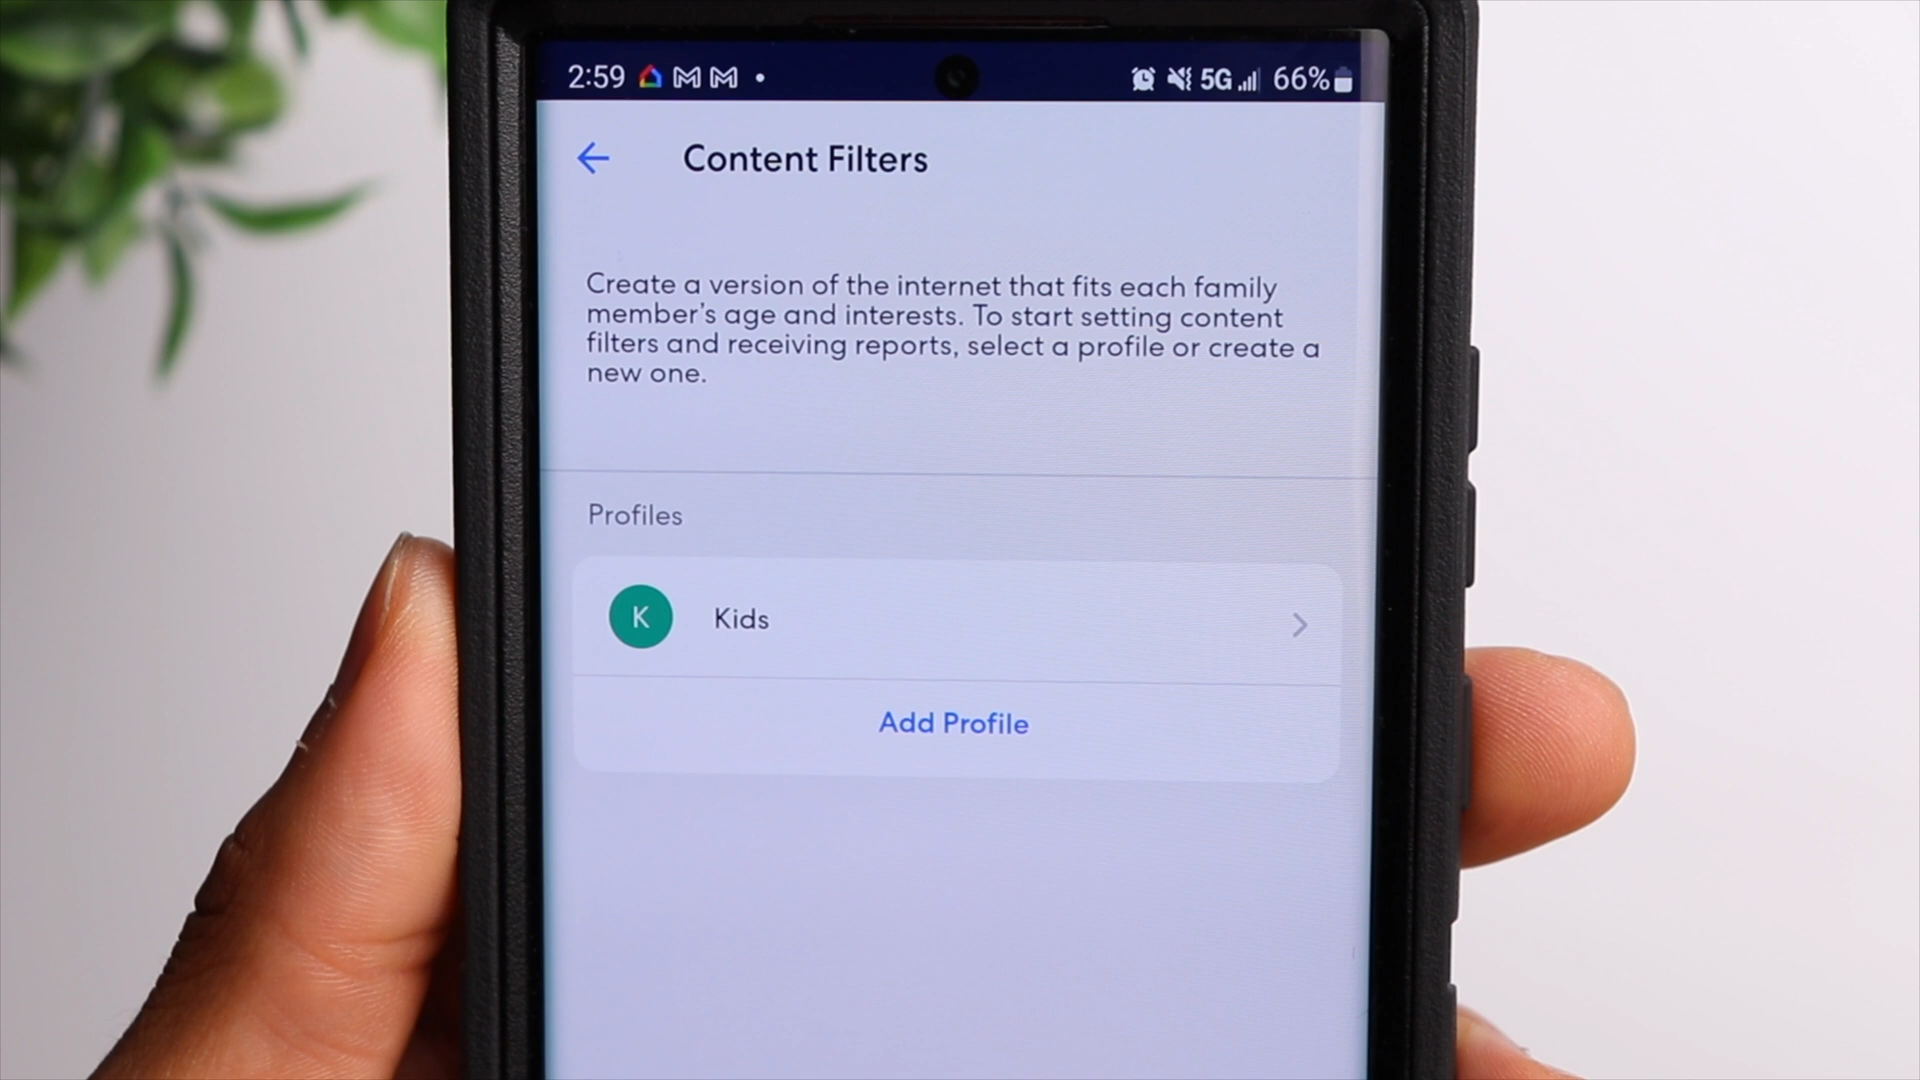 2:59 5G 66%
Content Filters
Create a version of the internet that fits each family
member's age and interests. To start setting content
filters and receiving reports, select a profile or create a
new one.
Profiles
K Kids
Add Profile